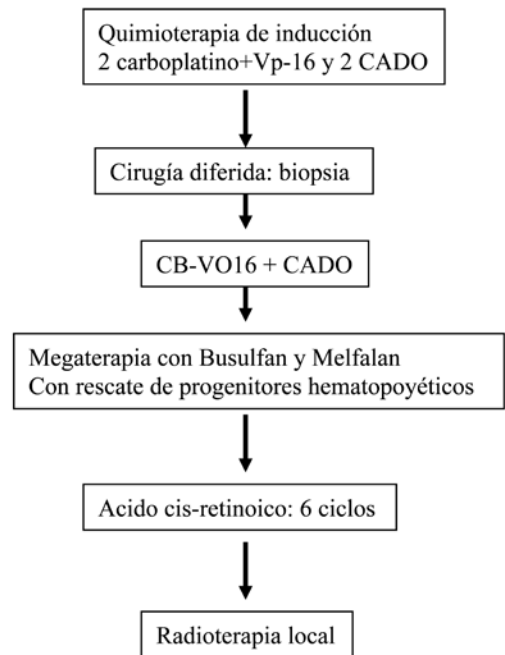 Quimioterapia de inducción
2 carboplatino+Vp-16 y 2 CADO
Cirugía diferida: biopsia
CB-VO16 + CADO
Megaterapia con Busulfan y Melfalan
Con rescate de progenitores hematopoyéticos
Acido cis-retinoico: 6 ciclos
Radioterapia local